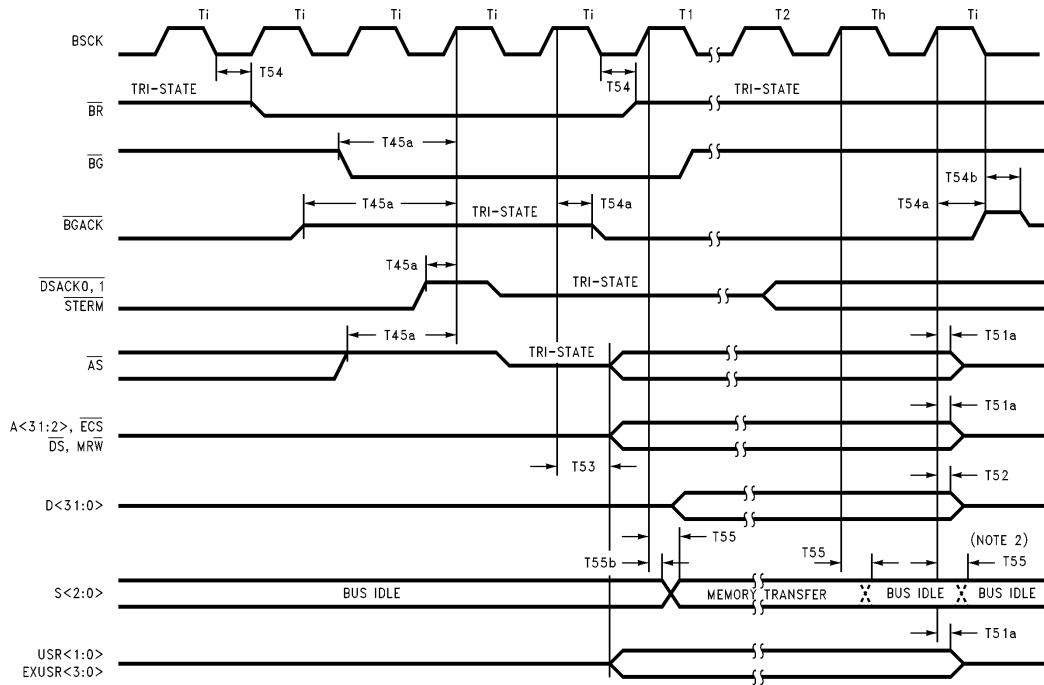 Ti Ti Ti Ti Ti T1 T2 Th Ti
BSCK
T54 T54
TRI-STATE TRI-STATE
BR
T45a
BG
T54b
T45a TRI-STATE T54a T54a
BGACK
T45a
DSACK0, 1 TRI-STATE
STERM
T45a T51a
AS TRI-STATE
T51a
A<31:2>, ECS
DS, MRW
T53 T52
D<31:0>
(NOTE 2)
T55 T55 T55
T55b
S<2:0> BUS IDLE MEMORY TRANSFER BUS IDLE BUS IDLE
T51a
USR<1:0>
EXUSR<3:0>